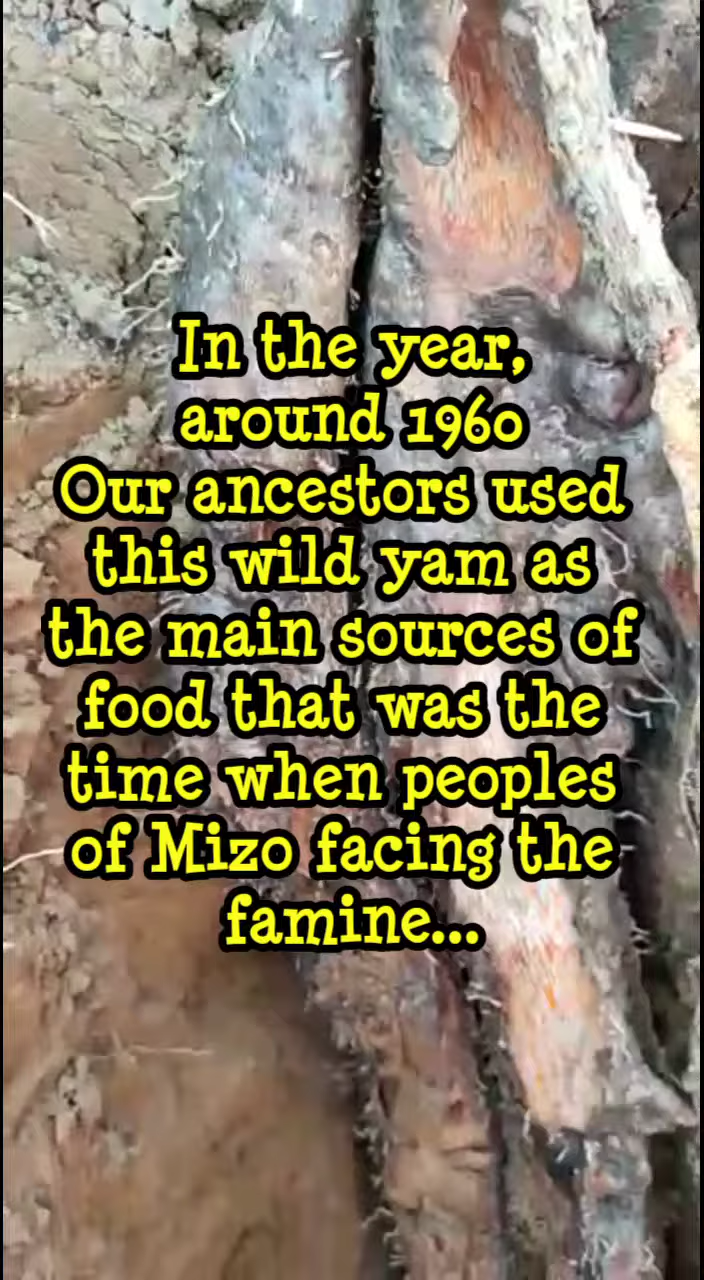 In the year,
around 1960
Our ancestors used
this wild yam as
the main sources of
food that was the
time when peoples
of Mizo facing the
famine...